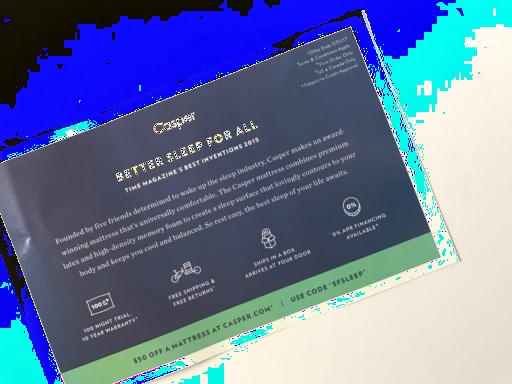 *Offer Ends 1/31/17
Terms & Conditions Apply
*First Order Only
*US & Canada Only
*Subject to Credit Approval
Casper
BETTER SLEEP FOR ALL
TIME MAGAZINE'S BEST INVENTIONS 2015
Founded by five friends determined to wake up the sleep industry, Casper makes an award-
winning mattress that's universally comfortable. The Casper mattress combines premium
latex and high-density memory foam to create a sleep surface that lovingly contours to your
body and keeps you cool and balanced. So rest easy, the best sleep of your life awaits.
100
100 NIGHT TRIAL,
10 YEAR WARRANTY*
FREE SHIPPING &
FREE RETURNS*
SHIPS IN A BOX,
ARRIVES AT YOUR DOOR
0%
0% APR FINANCING
AVAILABLE*
$50 OFF A MATTRESS AT CASPER.COM* | USE CODE "SFSLEEP"